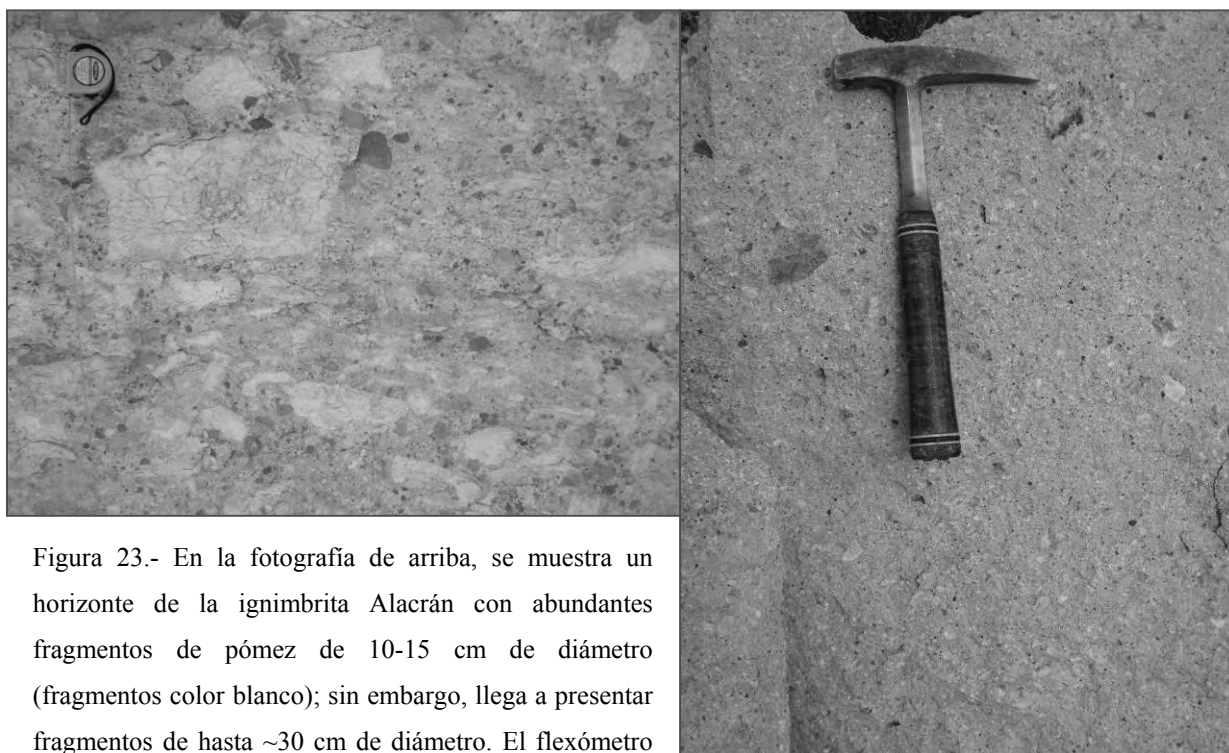 Figura 23.- En la fotografía de arriba, se muestra un
horizonte de la ignimbrita Alacrán con abundantes
fragmentos de pómez de 10-15 cm de diámetro
(fragmentos color blanco); sin embargo, llega a presentar
fragmentos de hasta ~30 cm de diámetro. El flexómetro